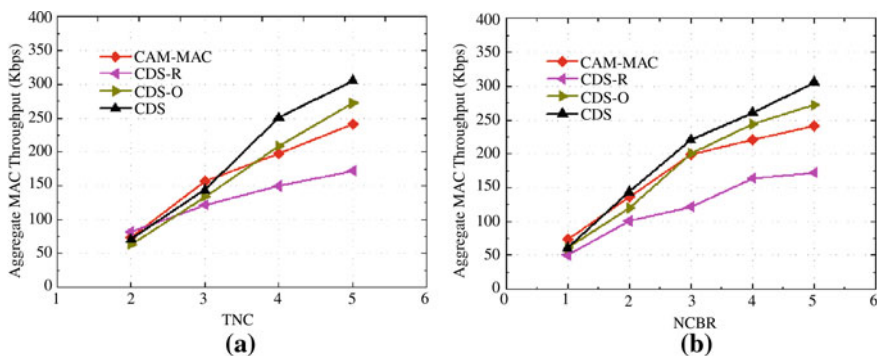 400
350
300
250
200
150
100
50
0
Aggregate MAC Throughput (Kbps)
CAM-MAC
CDS-R
CDS-O
CDS
1 2 3 4 5 6
TNC
(a)
400
350
300
250
200
150
100
50
0
Aggregate MAC Throughput (Kbps)
CAM-MAC
CDS-R
CDS-O
CDS
0 1 2 3 4 5 6
NCBR
(b)